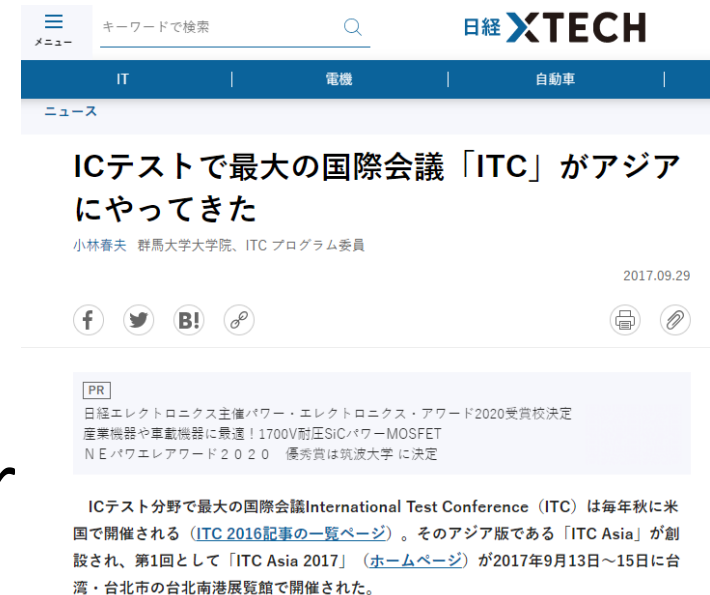 キーワードで検索
メニュー
日経 XTECH
IT
電機
自動車
ニュース
ICテストで最大の国際会議「ITC」がアジア
にやってきた
小林春夫 群馬大学大学院、ITC プログラム委員
2017.09.29
B!
PR
日経エレクトロニクス主催パワー・エレクトロニクス・アワード2020受賞校決定
産業機器や車載機器に最適！1700V耐圧SiCパワーMOSFET
ＮＥパワエレアワード２０２０ 優秀賞は筑波大学 に決定
ICテスト分野で最大の国際会議International Test Conference（ITC）は毎年秋に米
国で開催される（ITC 2016記事の一覧ページ）。そのアジア版である「ITC Asia」が創
設され、第1回として「ITC Asia 2017」（ホームページ）が2017年9月13日～15日に台
湾・台北市の台北南港展覧館で開催された。